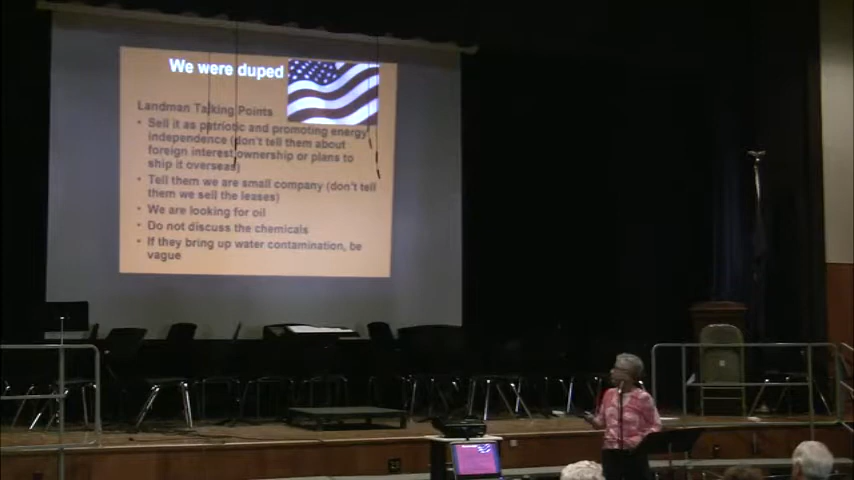 We were duped
Landman Talking Points
• Sell it as patriotic and promoting energy
independence (don't tell them about
foreign interest ownership or plans to
ship it overseas)
• Tell them we are small company (don't tell
them we sell the leases)
• We are looking for oil
• Do not discuss the chemicals
• If they bring up water contamination, be
vague